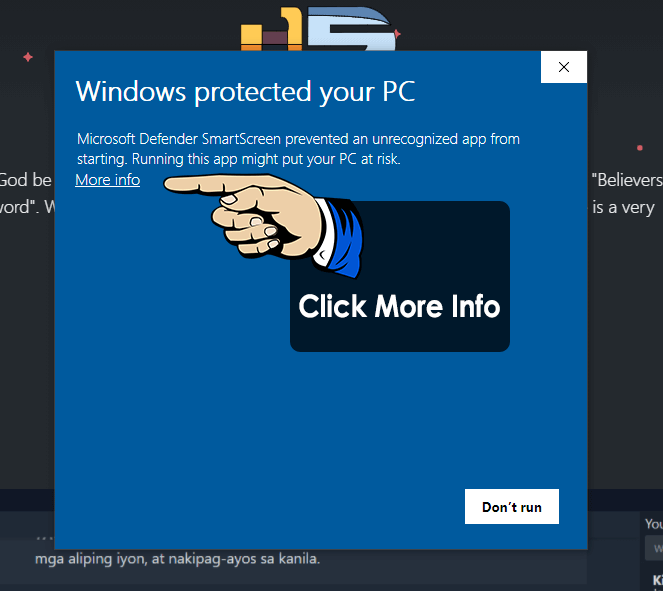 Windows protected your PC
Microsoft Defender SmartScreen prevented an unrecognized app from
starting. Running this app might put your PC at risk.
More info
God be
"Believers
word". W
is a very
Click More Info
Don't run
mga aliping iyon, at nakipag-ayos sa kanila.
You
Ki